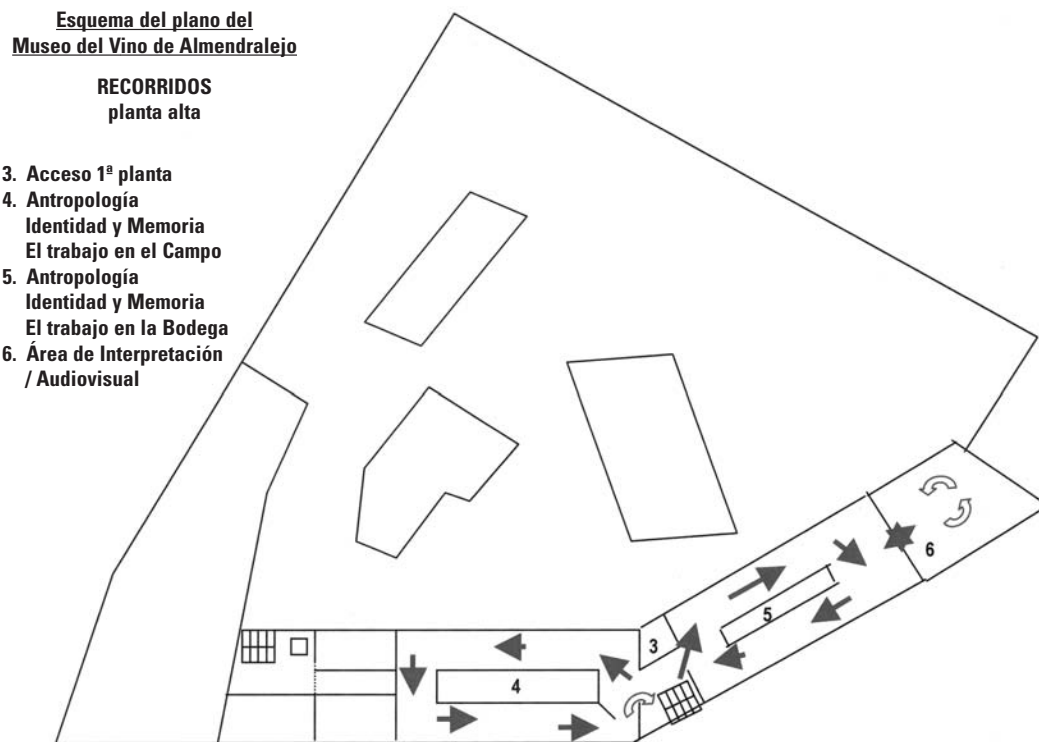 Esquema del plano del
Museo del Vino de Almendralejo
RECORRIDOS
planta alta
3. Acceso 1ª planta
4. Antropología
Identidad y Memoria
El trabajo en el Campo
5. Antropología
Identidad y Memoria
El trabajo en la Bodega
6. Área de Interpretación
/ Audiovisual
6
5
3
4